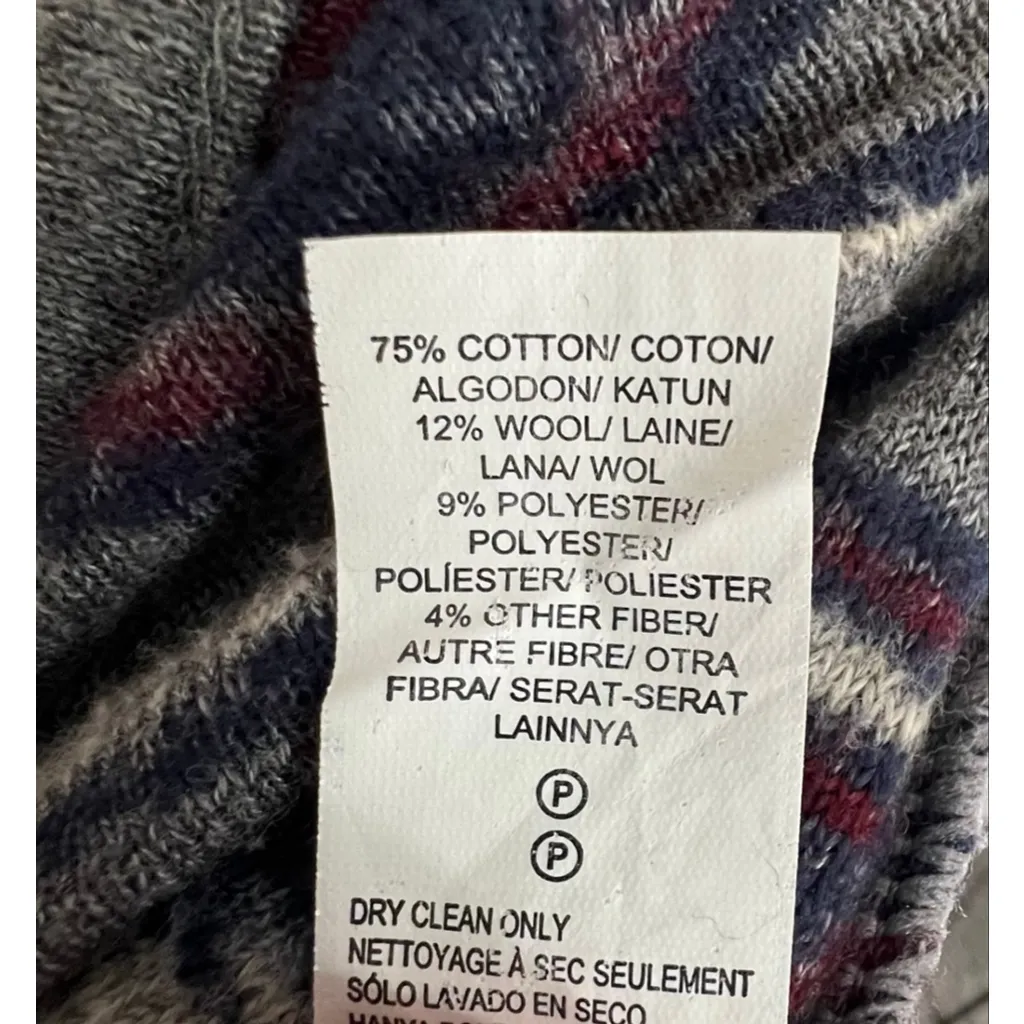 75% COTTON/ COTON/
ALGODON/ KATUN
12% WOOL/ LAINE/
LANA/ WOL
9% POLYESTER/
POLYESTER/
POLÍESTER/ POLIESTER
4% OTHER FIBER/
AUTRE FIBRE/ OTRA
FIBRA/ SERAT-SERAT
LAINNYA
P
P
DRY CLEAN ONLY
NETTOYAGE À SEC SEULEMENT
SÓLO LAVADO EN SECO